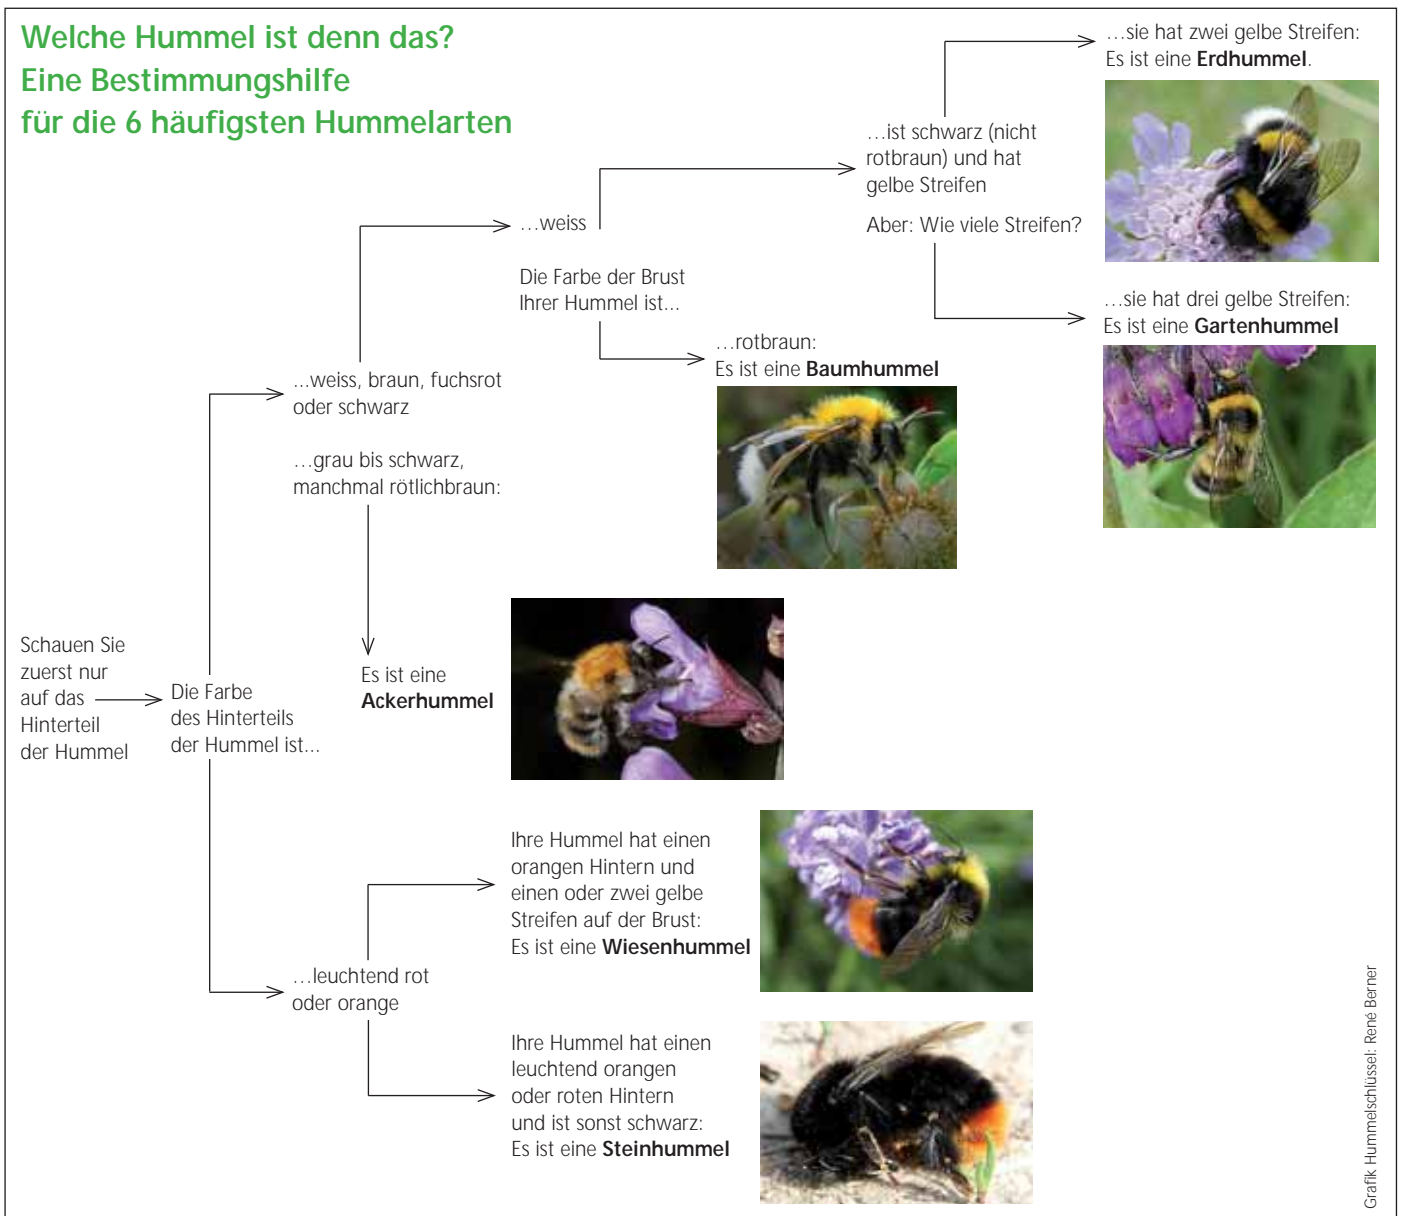 Welche Hummel ist denn das?
Eine Bestimmungshilfe
für die 6 häufigsten Hummelarten
Schauen Sie
zuerst nur
auf das
Hinterteil
der Hummel
Die Farbe
des Hinterteils
der Hummel ist...
...weiss, braun, fuchsrot
oder schwarz
...grau bis schwarz,
manchmal rötlichbraun:
Es ist eine
Ackerhummel
...weiss
Die Farbe der Brust
Ihrer Hummel ist...
...rotbraun:
Es ist eine Baumhummel
...ist schwarz (nicht
rotbraun) und hat
gelbe Streifen
Aber: Wie viele Streifen?
...sie hat zwei gelbe Streifen:
Es ist eine Erdhummel.
...sie hat drei gelbe Streifen:
Es ist eine Gartenhummel
...leuchtend rot
oder orange
Ihre Hummel hat einen
orangen Hintern und
einen oder zwei gelbe
Streifen auf der Brust:
Es ist eine Wiesenhummel
Ihre Hummel hat einen
leuchtend orangen
oder roten Hintern
und ist sonst schwarz:
Es ist eine Steinhummel
Grafik Hummelschlüssel: René Berner